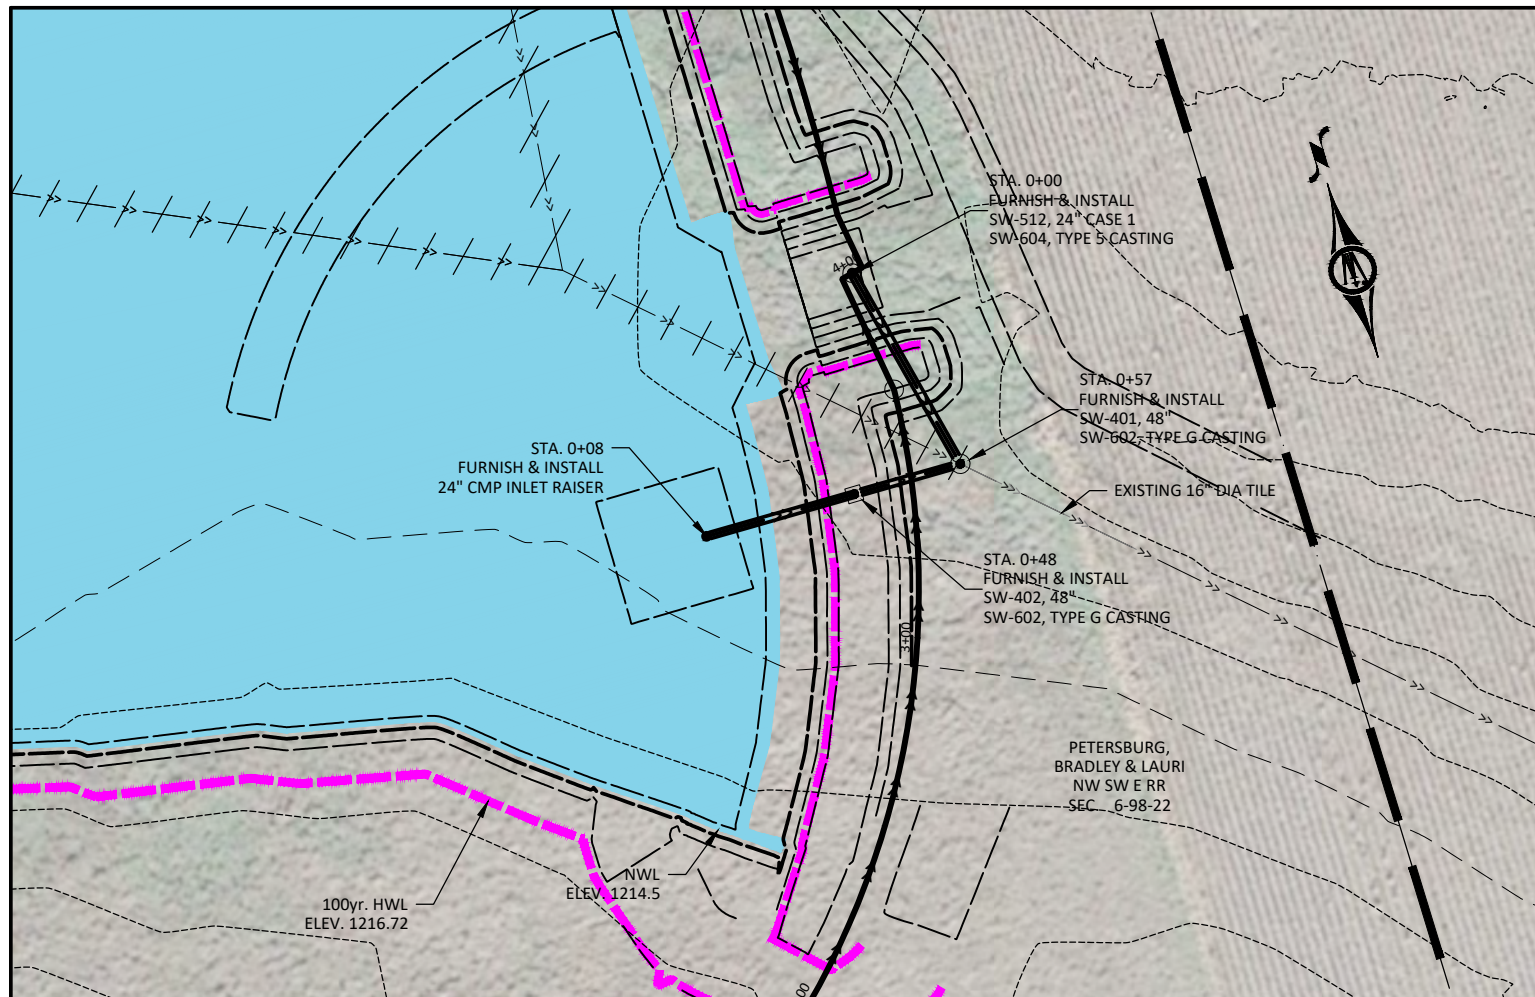 STA. 0+00
FURNISH & INSTALL
SW-512, 24" CASE 1
SW-604, TYPE 5 CASTING
STA. 0+57
FURNISH & INSTALL
SW-401, 48"
SW-602, TYPE G CASTING
STA. 0+08
FURNISH & INSTALL
24" CMP INLET RAISER
EXISTING 16" DIA TILE
STA. 0+48
FURNISH & INSTALL
SW-402, 48"
SW-602, TYPE G CASTING
3+00
PETERSBURG,
BRADLEY & LAURI
NW SW E RR
SEC. 6-98-22
NWL
ELEV. 1214.5
100yr. HWL
ELEV. 1216.72